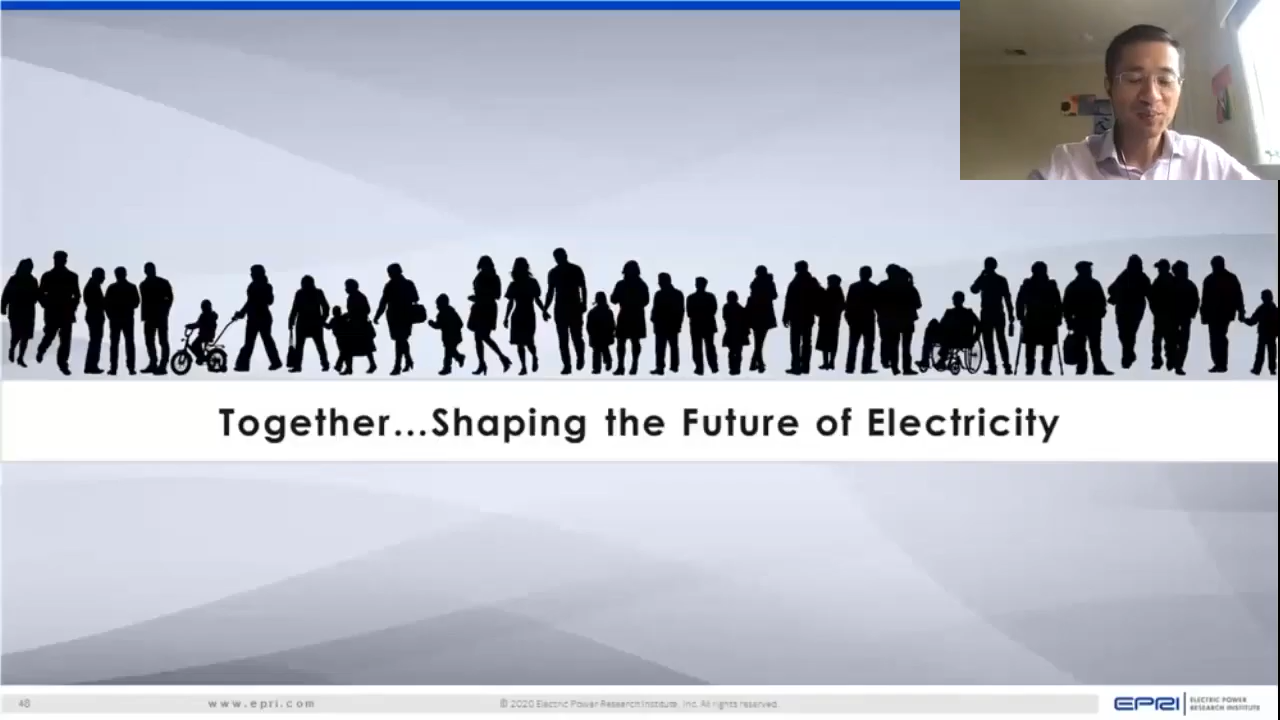 Together...Shaping the Future of Electricity
48
www.epri.com
© 2020 Electric Power Research Institute, Inc. All rights reserved.
EPRI
ELECTRIC POWER
RESEARCH INSTITUTE